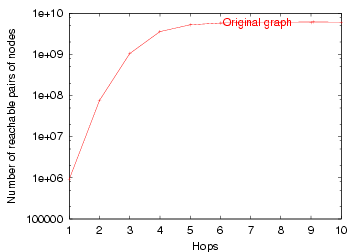 Number of reachable pairs of nodes
1e+10
1e+09
1e+08
1e+07
1e+06
100000
Original graph
1 2 3 4 5 6 7 8 9 10
Hops